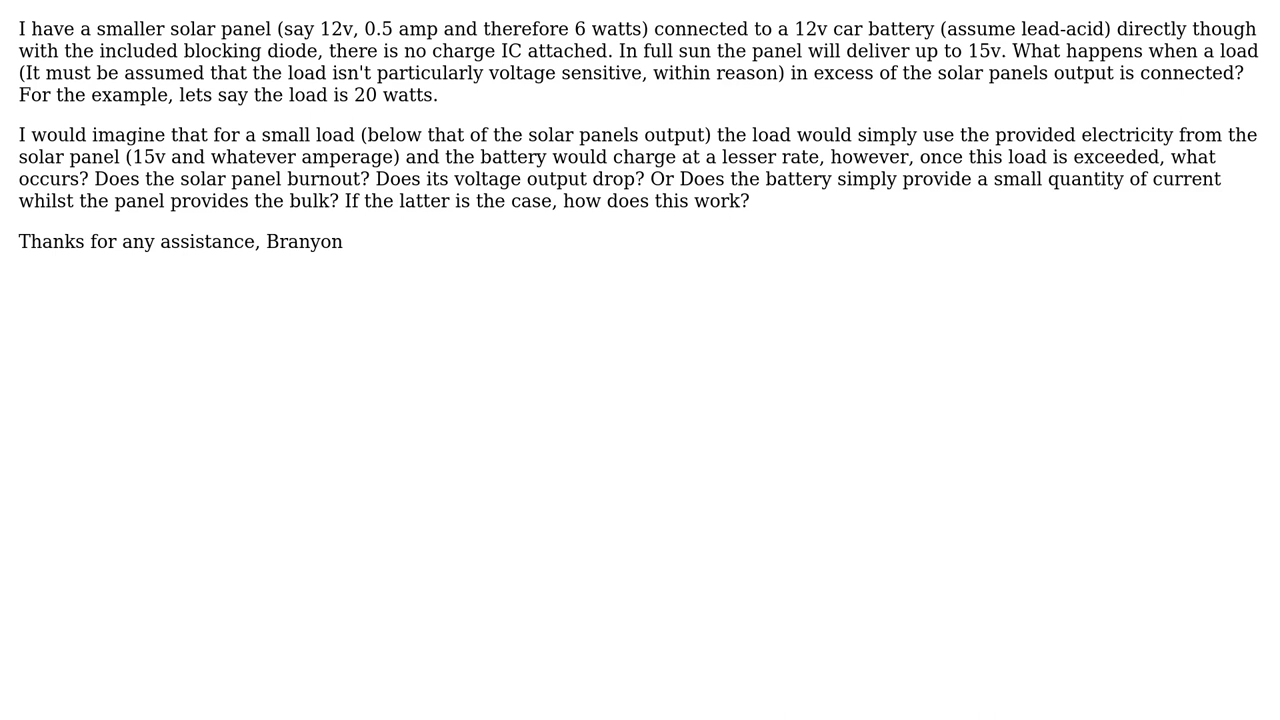 I have a smaller solar panel (say 12v, 0.5 amp and therefore 6 watts) connected to a 12v car battery (assume lead-acid) directly though
with the included blocking diode, there is no charge IC attached. In full sun the panel will deliver up to 15v. What happens when a load
(It must be assumed that the load isn't particularly voltage sensitive, within reason) in excess of the solar panels output is connected?
For the example, lets say the load is 20 watts.
I would imagine that for a small load (below that of the solar panels output) the load would simply use the provided electricity from the
solar panel (15v and whatever amperage) and the battery would charge at a lesser rate, however, once this load is exceeded, what
occurs? Does the solar panel burnout? Does its voltage output drop? Or Does the battery simply provide a small quantity of current
whilst the panel provides the bulk? If the latter is the case, how does this work?
Thanks for any assistance, Branyon